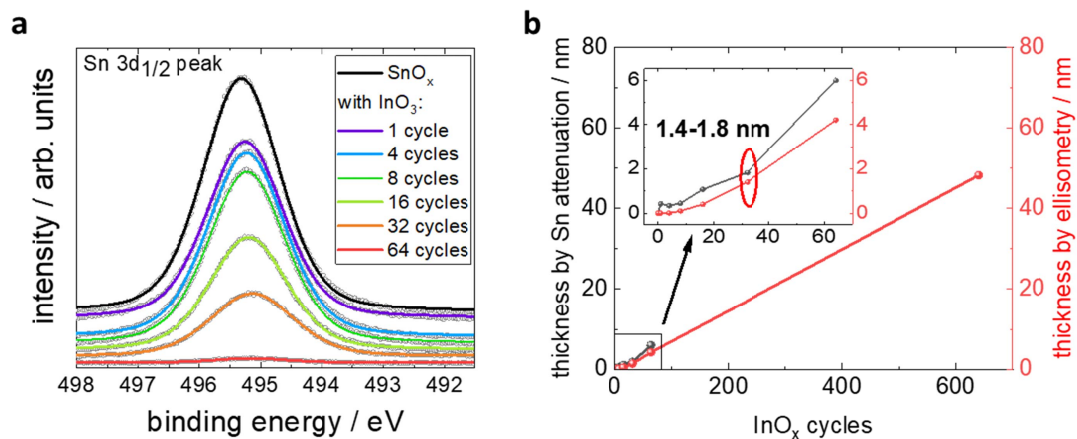 a
Sn 3d1/2 peak
SnOx
with InO3:
1 cycle
4 cycles
8 cycles
16 cycles
32 cycles
64 cycles
intensity / arb. units
498 497 496 495 494 493 492
binding energy / eV
b
thickness by Sn attenuation / nm
80
60
40
20
0
6
4
2
0
1.4-1.8 nm
6
4
2
0
0 20 40 60
80
60
40
20
0
thickness by ellisometry / nm
0 200 400 600
InOx cycles